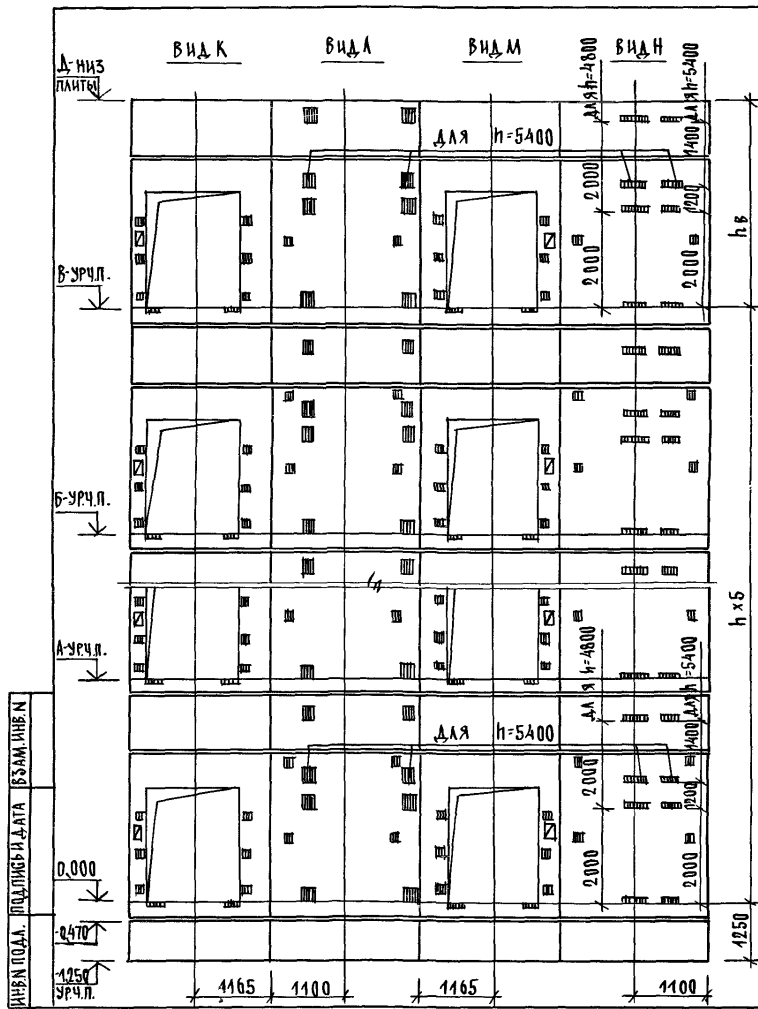 ВИД К
ВИД Л
ВИД М
ВИД Н
Д-НИЗ
ПЛИТЫ
ДЛЯ h=4800
ДЛЯ h=5400
1400
ДЛЯ h=5400
2000
1200
hв
2000
2000
В-УР.Ч.П.
Б-УР.Ч.П.
h×5
А-УР.Ч.П.
ДЛЯ h=4800
ДЛЯ h=5400
1400
ДЛЯ h=5400
2000
1200
2000
2000
0,000
-0,470
-1,250
УР.Ч.П.
1250
1165
1100
1165
1100
ВЗАМ. ИНВ. N
ПОДПИСЬ И ДАТА
ИНВ. N ПОДЛ.